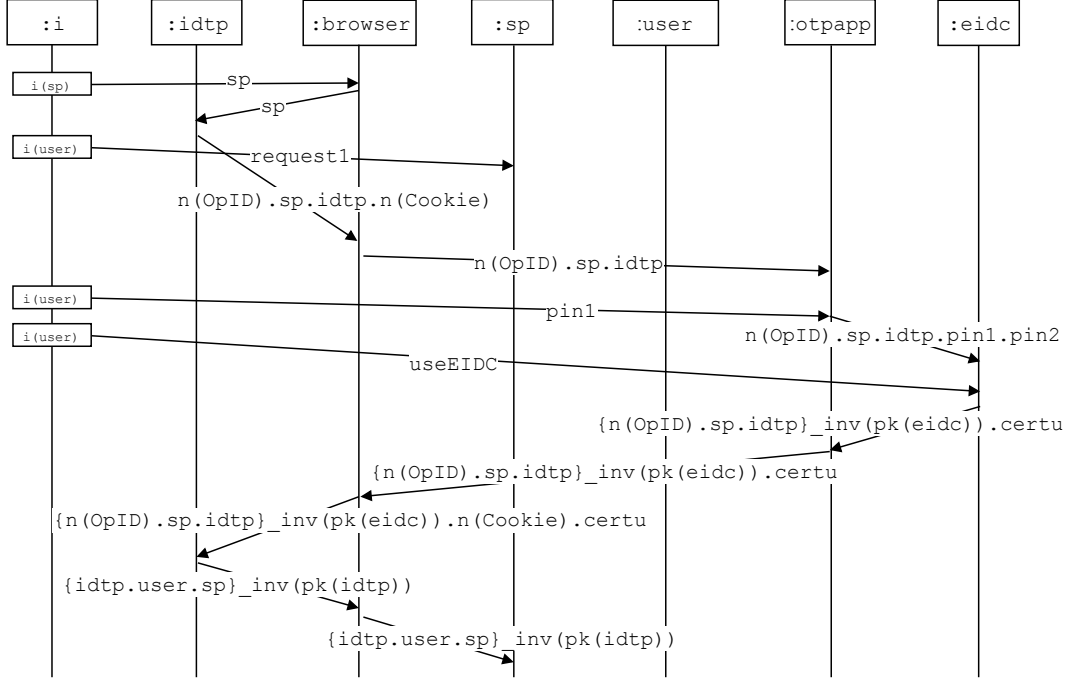 :i :idtp :browser :sp :user :otpapp :eidc
i(sp) sp
sp
i(user) request1
n(OpID).sp.idtp.n(Cookie)
n(OpID).sp.idtp
i(user) pin1
i(user) n(OpID).sp.idtp.pin1.pin2
useEIDC
{n(OpID).sp.idtp}_inv(pk(eidc)).certu
{n(OpID).sp.idtp}_inv(pk(eidc)).certu
{n(OpID).sp.idtp}_inv(pk(eidc)).n(Cookie).certu
{idtp.user.sp}_inv(pk(idtp))
{idtp.user.sp}_inv(pk(idtp))